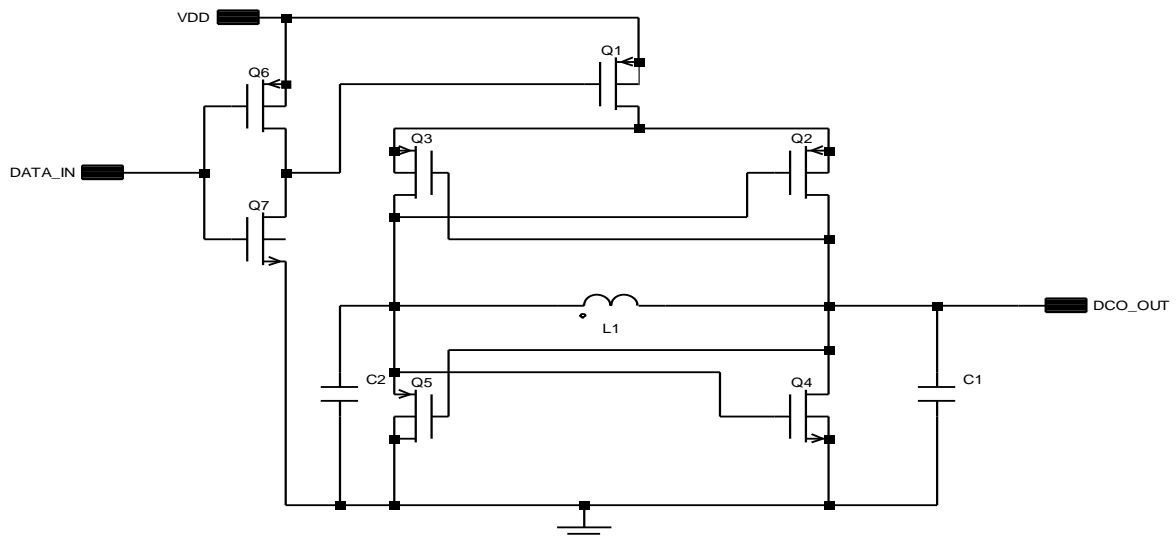 VDD
Q1
Q6
Q3
Q2
DATA_IN
Q7
DCO_OUT
L1
C2
Q5
Q4
C1